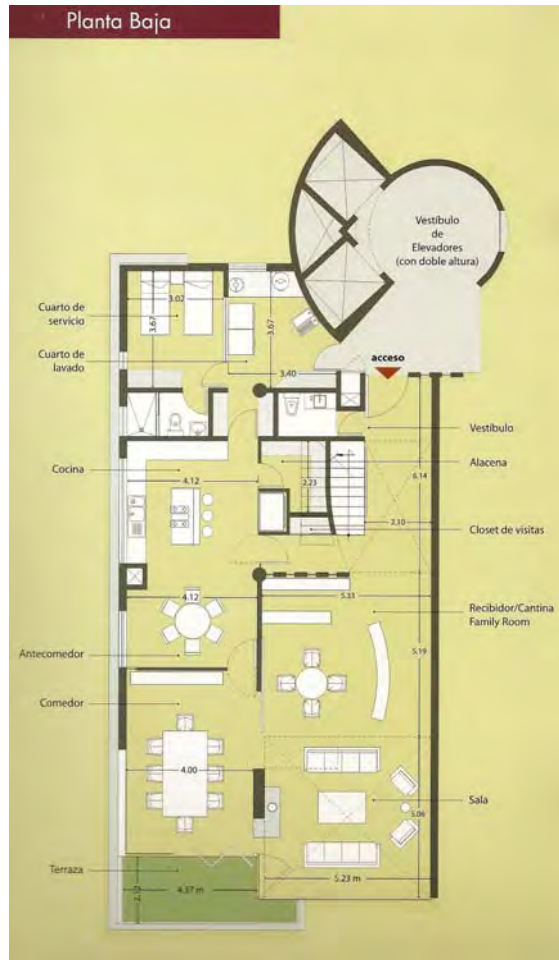 Planta Baja
Vestíbulo
de
Elevadores
(con doble altura)
Cuarto de
servicio
3.02
3.67
3.67
Cuarto de
lavado
3.40
acceso
Vestíbulo
Cocina
Alacena
4.12
2.23
6.14
2.10
Closet de visitas
4.12
5.33
Recibidor/Cantina
Family Room
Antecomedor
5.19
Comedor
4.00
Sala
5.06
Terraza
4.37 m
5.23 m